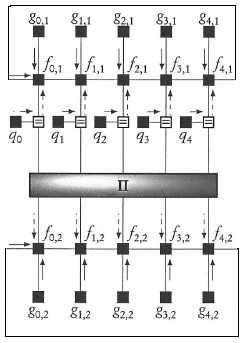 g0,1 g1,1 g2,1 g3,1 g4,1
f0,1 f1,1 f2,1 f3,1 f4,1
q0 q1 q2 q3 q4
Π
f0,2 f1,2 f2,2 f3,2 f4,2
g0,2 g1,2 g2,2 g3,2 g4,2